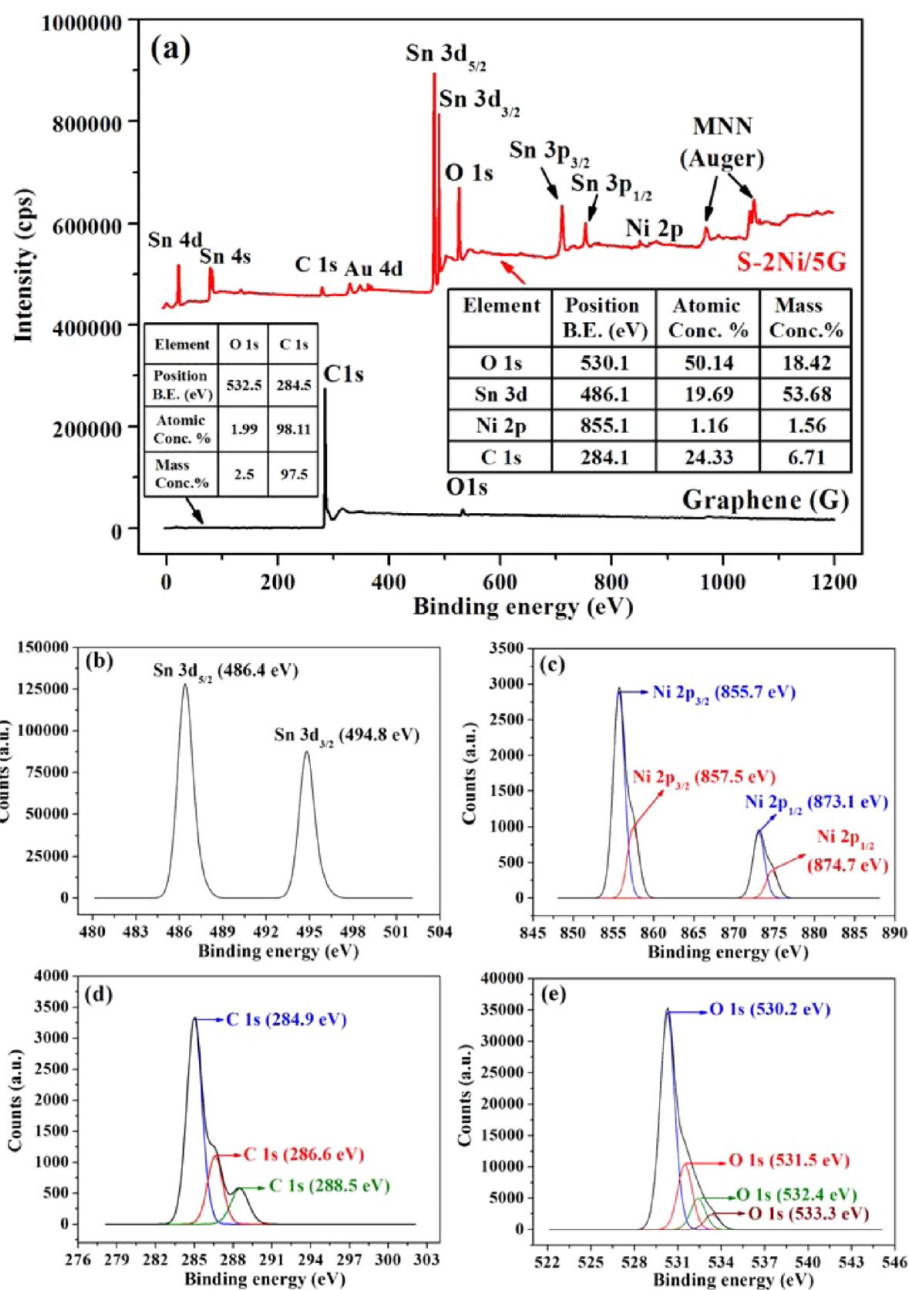 (a)
1000000
800000
600000
400000
200000
0
Intensity (cps)
Sn 4d
Sn 4s
C 1s
Au 4d
Sn 3d5/2
Sn 3d3/2
O 1s
Sn 3p3/2
Sn 3p1/2
Ni 2p
MNN
(Auger)
S-2Ni/5G
Element O 1s C 1s
Position B.E. (eV) 532.5 284.5
Atomic Conc. % 1.99 98.11
Mass Conc.% 2.5 97.5
C1s
Element Position B.E. (eV) Atomic Conc. % Mass Conc.%
O 1s 530.1 50.14 18.42
Sn 3d 486.1 19.69 53.68
Ni 2p 855.1 1.16 1.56
C 1s 284.1 24.33 6.71
O1s
Graphene (G)
0 200 400 600 800 1000 1200
Binding energy (eV)
(b)
150000
125000
100000
75000
50000
25000
0
Counts (a.u.)
Sn 3d5/2 (486.4 eV)
Sn 3d3/2 (494.8 eV)
480 483 486 489 492 495 498 501 504
Binding energy (eV)
(c)
3500
3000
2500
2000
1500
1000
500
0
Counts (a.u.)
Ni 2p3/2 (855.7 eV)
Ni 2p3/2 (857.5 eV)
Ni 2p1/2 (873.1 eV)
Ni 2p1/2
(874.7 eV)
845 850 855 860 865 870 875 880 885 890
Binding energy (eV)
(d)
4000
3500
3000
2500
2000
1500
1000
500
0
Counts (a.u.)
C 1s (284.9 eV)
C 1s (286.6 eV)
C 1s (288.5 eV)
276 279 282 285 288 291 294 297 300 303
Binding energy (eV)
(e)
40000
35000
30000
25000
20000
15000
10000
5000
0
Counts (a.u.)
O 1s (530.2 eV)
O 1s (531.5 eV)
O 1s (532.4 eV)
O 1s (533.3 eV)
522 525 528 531 534 537 540 543 546
Binding energy (eV)